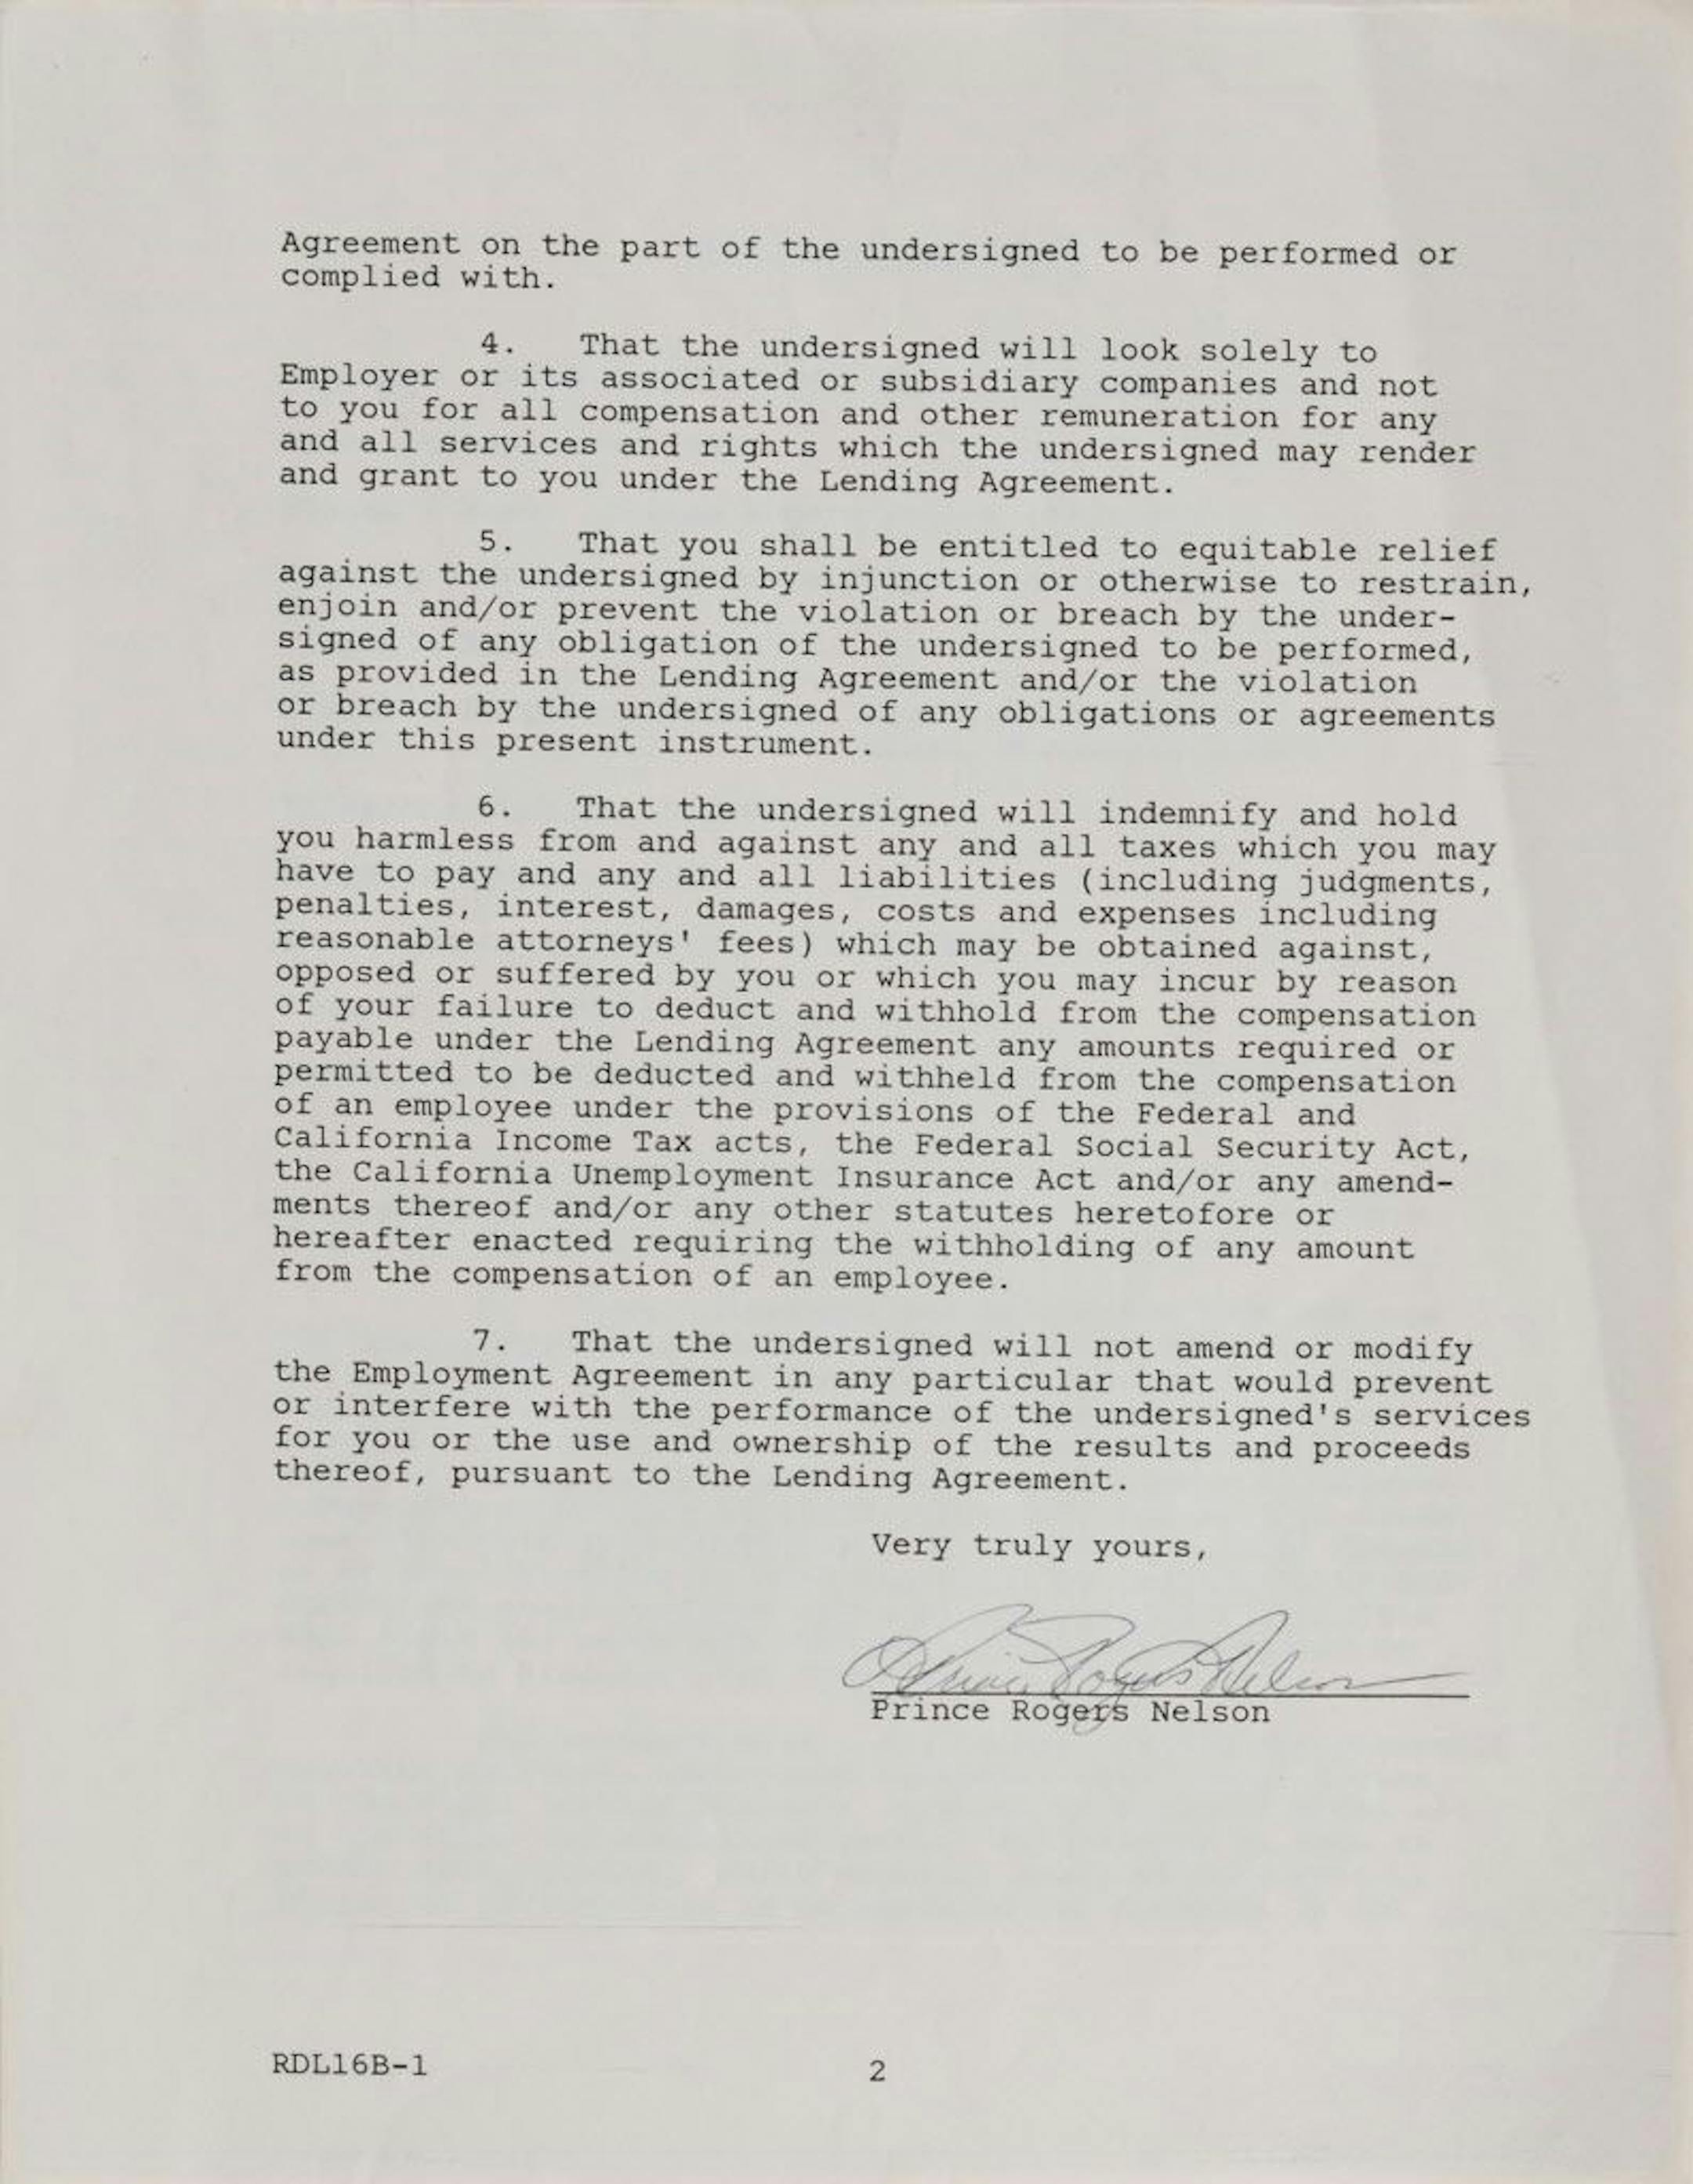 Agreement on the part of the undersigned to be performed or
complied with.
4. That the undersigned will look solely to
Employer or its associated or subsidiary companies and not
to you for all compensation and other remuneration for any
and all services and rights which the undersigned may render
and grant to you under the Lending Agreement.
5. That you shall be entitled to equitable relief
against the undersigned by injunction or otherwise to restrain,
enjoin and/or prevent the violation or breach by the under-
signed of any obligation of the undersigned to be performed,
as provided in the Lending Agreement and/or the violation
or breach by the undersigned of any obligations or agreements
under this present instrument.
6. That the undersigned will indemnify and hold
you harmless from and against any and all taxes which you may
have to pay and any and all liabilities (including judgments,
penalties, interest, damages, costs and expenses including
reasonable attorneys' fees) which may be obtained against,
opposed or suffered by you or which you may incur by reason
of your failure to deduct and withhold from the compensation
payable under the Lending Agreement any amounts required or
permitted to be deducted and withheld from the compensation
of an employee under the provisions of the Federal and
California Income Tax acts, the Federal Social Security Act,
the California Unemployment Insurance Act and/or any amend-
ments thereof and/or any other statutes heretofore or
hereafter enacted requiring the withholding of any amount
from the compensation of an employee.
7. That the undersigned will not amend or modify
the Employment Agreement in any particular that would prevent
or interfere with the performance of the undersigned's services
for you or the use and ownership of the results and proceeds
thereof, pursuant to the Lending Agreement.
Very truly yours,
Prince Rogers Nelson
Prince Rogers Nelson
RDL16B-1
2